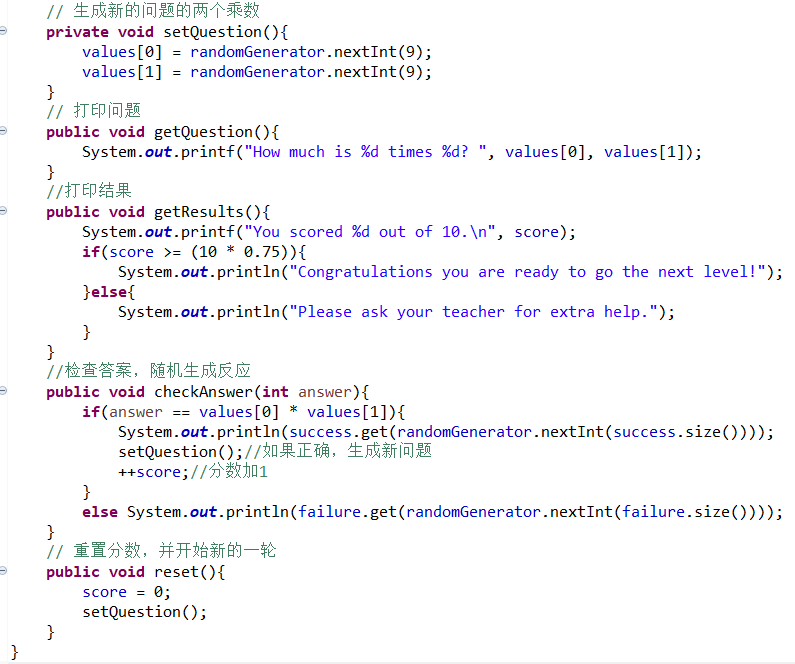 // 生成新的问题的两个乘数
private void setQuestion(){
values[0] = randomGenerator.nextInt(9);
values[1] = randomGenerator.nextInt(9);
}
// 打印问题
public void getQuestion(){
System.out.printf("How much is %d times %d? ", values[0], values[1]);
}
//打印结果
public void getResults(){
System.out.printf("You scored %d out of 10.\n", score);
if(score >= (10 * 0.75)){
System.out.println("Congratulations you are ready to go the next level!");
}else{
System.out.println("Please ask your teacher for extra help.");
}
}
//检查答案，随机生成反应
public void checkAnswer(int answer){
if(answer == values[0] * values[1]){
System.out.println(success.get(randomGenerator.nextInt(success.size())));
setQuestion();//如果正确，生成新问题
++score;//分数加1
}
else System.out.println(failure.get(randomGenerator.nextInt(failure.size())));
}
// 重置分数，并开始新的一轮
public void reset(){
score = 0;
setQuestion();
}
}